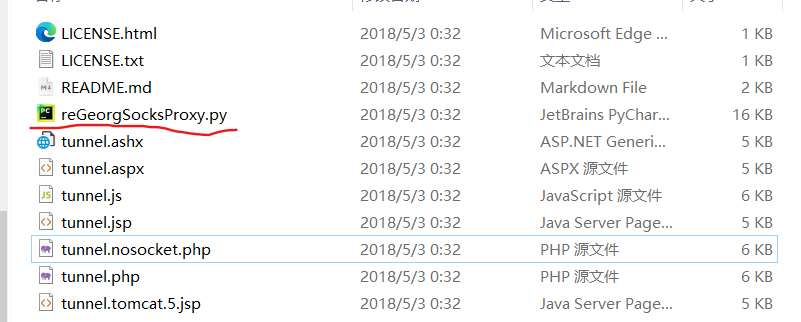 LICENSE.html 2018/5/3 0:32 Microsoft Edge ... 1 KB
LICENSE.txt 2018/5/3 0:32 文本文档 1 KB
README.md 2018/5/3 0:32 Markdown File 2 KB
reGeorgSocksProxy.py 2018/5/3 0:32 JetBrains PyChar... 16 KB
tunnel.ashx 2018/5/3 0:32 ASP.NET Generi... 5 KB
tunnel.aspx 2018/5/3 0:32 ASPX 源文件 5 KB
tunnel.js 2018/5/3 0:32 JavaScript 源文件 6 KB
tunnel.jsp 2018/5/3 0:32 Java Server Page... 5 KB
tunnel.nosocket.php 2018/5/3 0:32 PHP 源文件 6 KB
tunnel.php 2018/5/3 0:32 PHP 源文件 6 KB
tunnel.tomcat.5.jsp 2018/5/3 0:32 Java Server Page... 5 KB